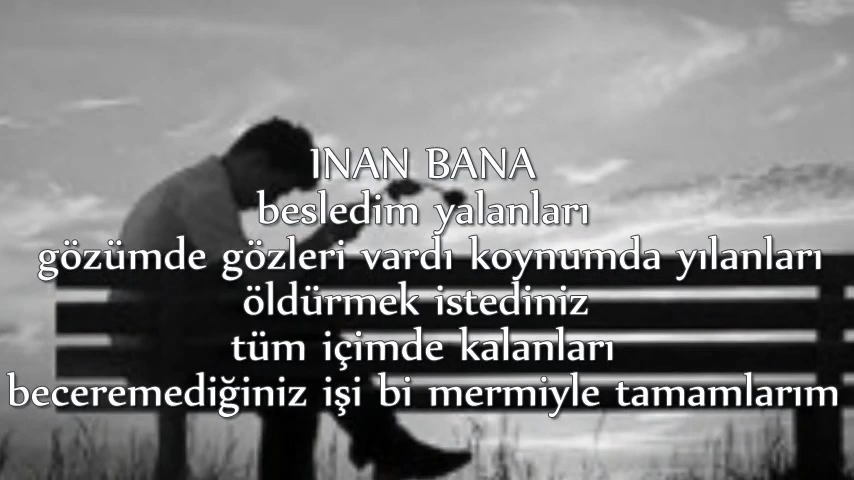 INAN BANA
besledim yalanları
gözümde gözleri vardı koynumda yılanları
öldürmek istediniz
tüm içimde kalanları
beceremediğiniz işi bi mermiyle tamamlarım